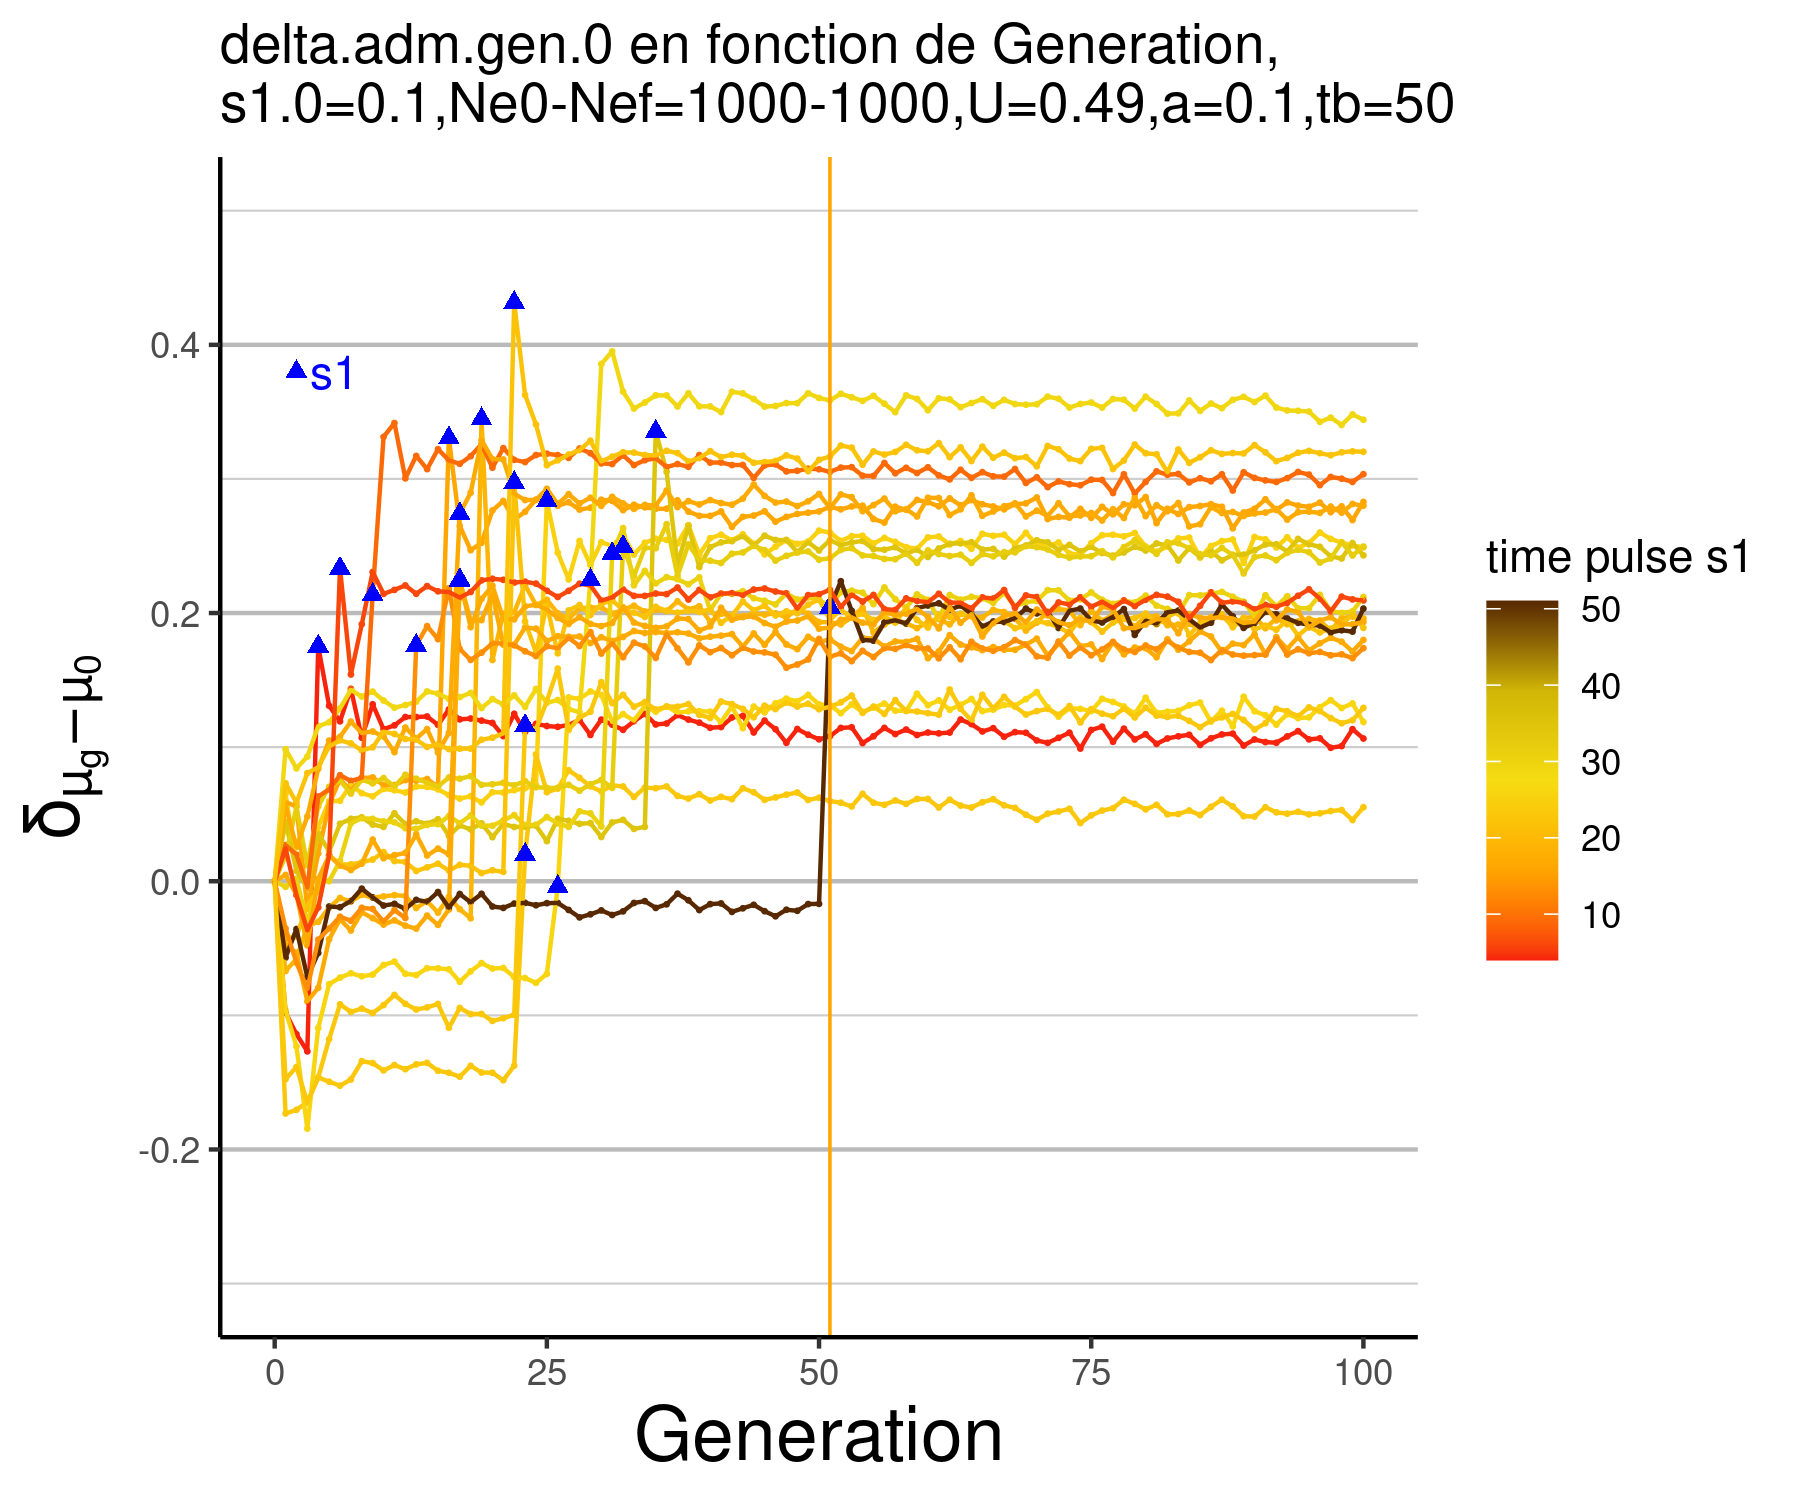 delta.adm.gen.0 en fonction de Generation,
s1.0=0.1,Ne0-Nef=1000-1000,U=0.49,a=0.1,tb=50
δμg−μ0
0.4
0.2
0.0
-0.2
s1
0 25 50 75 100
Generation
time pulse s1
50
40
30
20
10